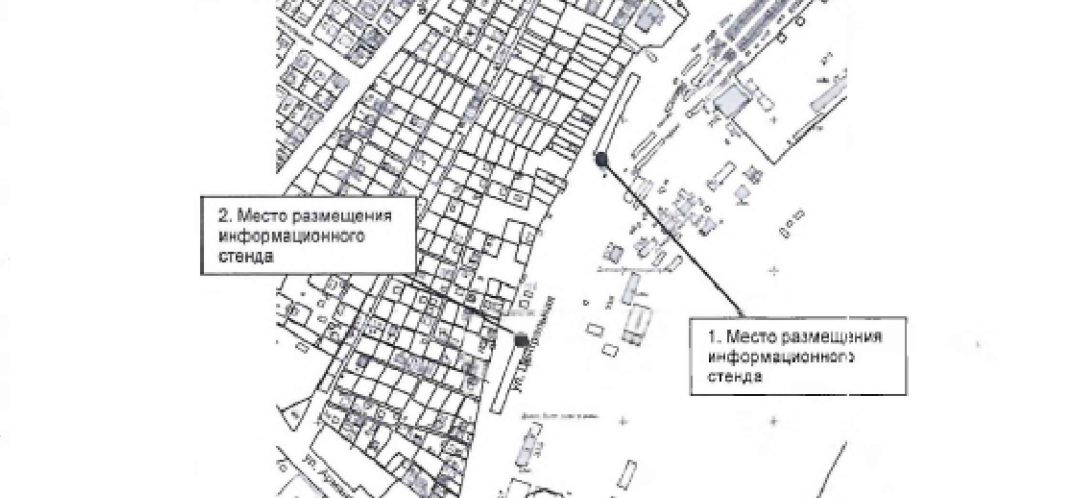 2. Место размещения
информационного
стенда
1. Место размещения
информационного
стенда